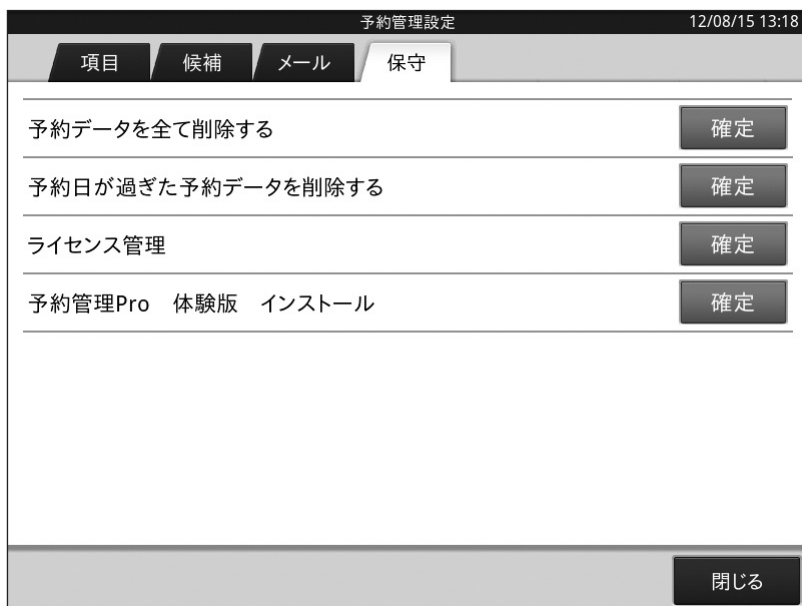 予約管理設定 12/08/15 13:18
項目 候補 メール 保守
予約データを全て削除する 確定
予約日が過ぎた予約データを削除する 確定
ライセンス管理 確定
予約管理Pro　体験版　インストール 確定
閉じる